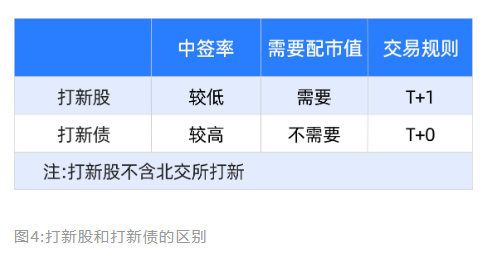 中签率 需要配市值 交易规则
打新股 较低 需要 T+1
打新债 较高 不需要 T+0
注:打新股不含北交所打新
图4:打新股和打新债的区别